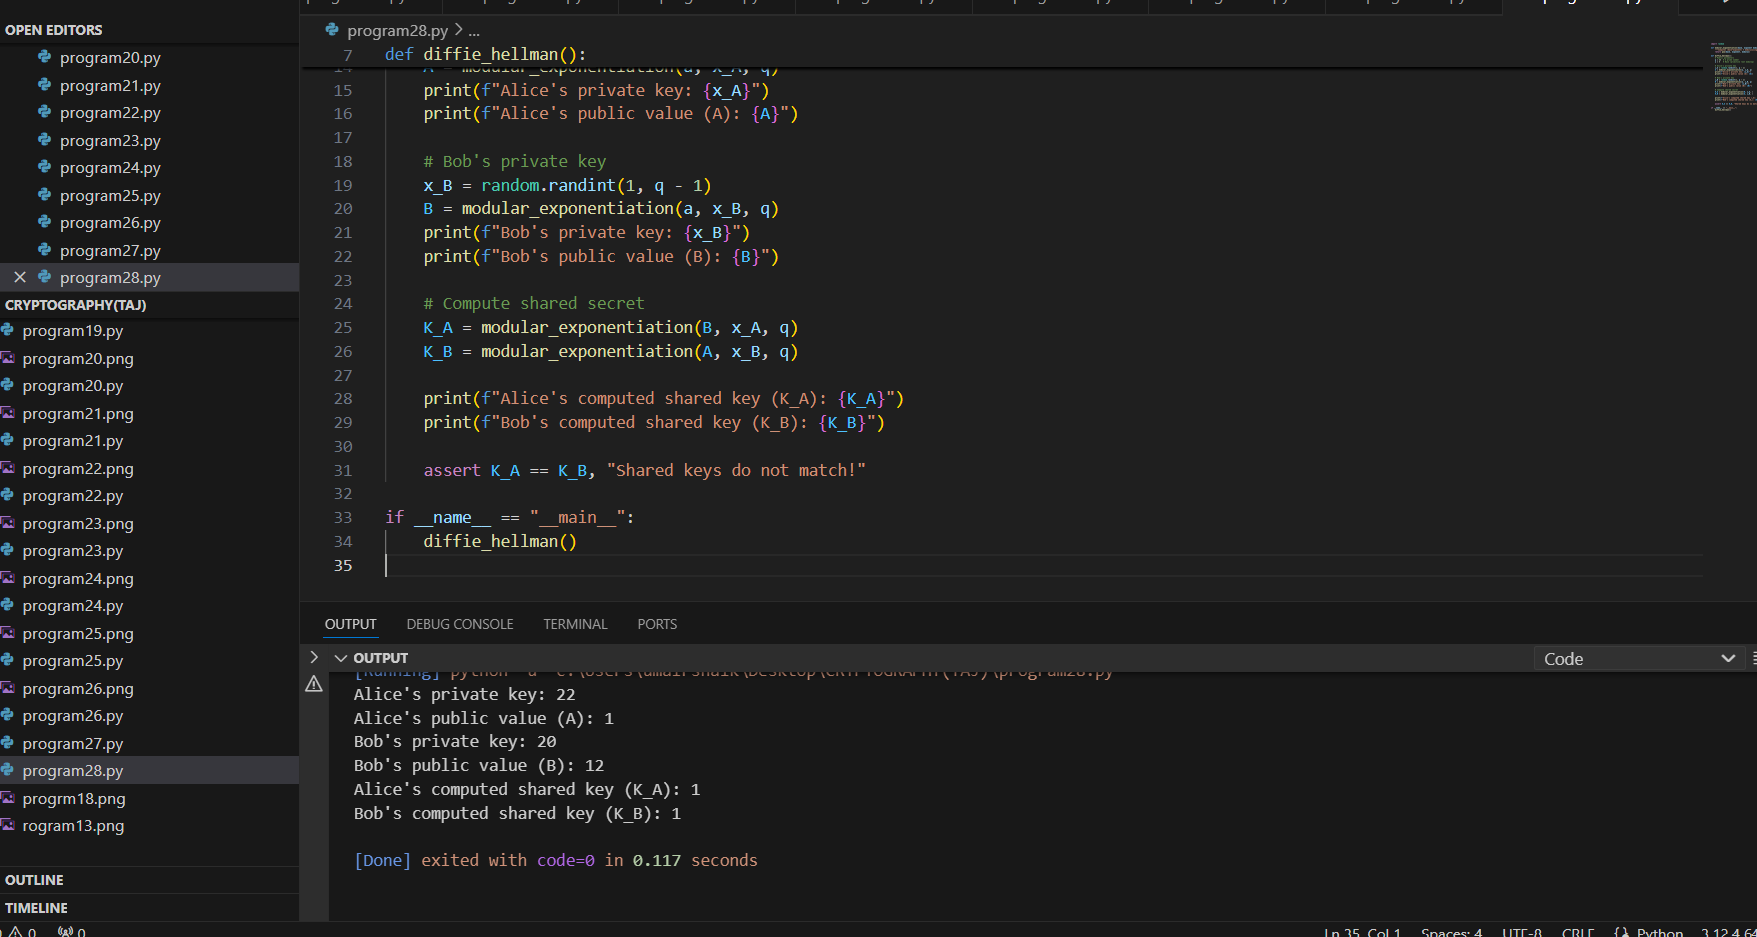 OPEN EDITORS
program20.py
program21.py
program22.py
program23.py
program24.py
program25.py
program26.py
program27.py
program28.py
CRYPTOGRAPHY(TAJ)
program19.py
program20.png
program20.py
program21.png
program21.py
program22.png
program22.py
program23.png
program23.py
program24.png
program24.py
program25.png
program25.py
program26.png
program26.py
program27.py
program28.py
progrm18.png
rogram13.png
OUTLINE
TIMELINE
0 0
program28.py > ...
7 def diffie_hellman():
14 A = modular_exponentiation(a, x_A, q)
15 print(f"Alice's private key: {x_A}")
16 print(f"Alice's public value (A): {A}")
17
18 # Bob's private key
19 x_B = random.randint(1, q - 1)
20 B = modular_exponentiation(a, x_B, q)
21 print(f"Bob's private key: {x_B}")
22 print(f"Bob's public value (B): {B}")
23
24 # Compute shared secret
25 K_A = modular_exponentiation(B, x_A, q)
26 K_B = modular_exponentiation(A, x_B, q)
27
28 print(f"Alice's computed shared key (K_A): {K_A}")
29 print(f"Bob's computed shared key (K_B): {K_B}")
30
31 assert K_A == K_B, "Shared keys do not match!"
32
33 if __name__ == "__main__":
34 diffie_hellman()
35
OUTPUT DEBUG CONSOLE TERMINAL PORTS
OUTPUT Code
[Running] python -u "c:\Users\umairshaik\Desktop\CRYPTOGRAPHY(TAJ)\program28.py"
Alice's private key: 22
Alice's public value (A): 1
Bob's private key: 20
Bob's public value (B): 12
Alice's computed shared key (K_A): 1
Bob's computed shared key (K_B): 1
[Done] exited with code=0 in 0.117 seconds
Ln 35, Col 1 Spaces: 4 UTF-8 CRLF Python 3.12.4 64